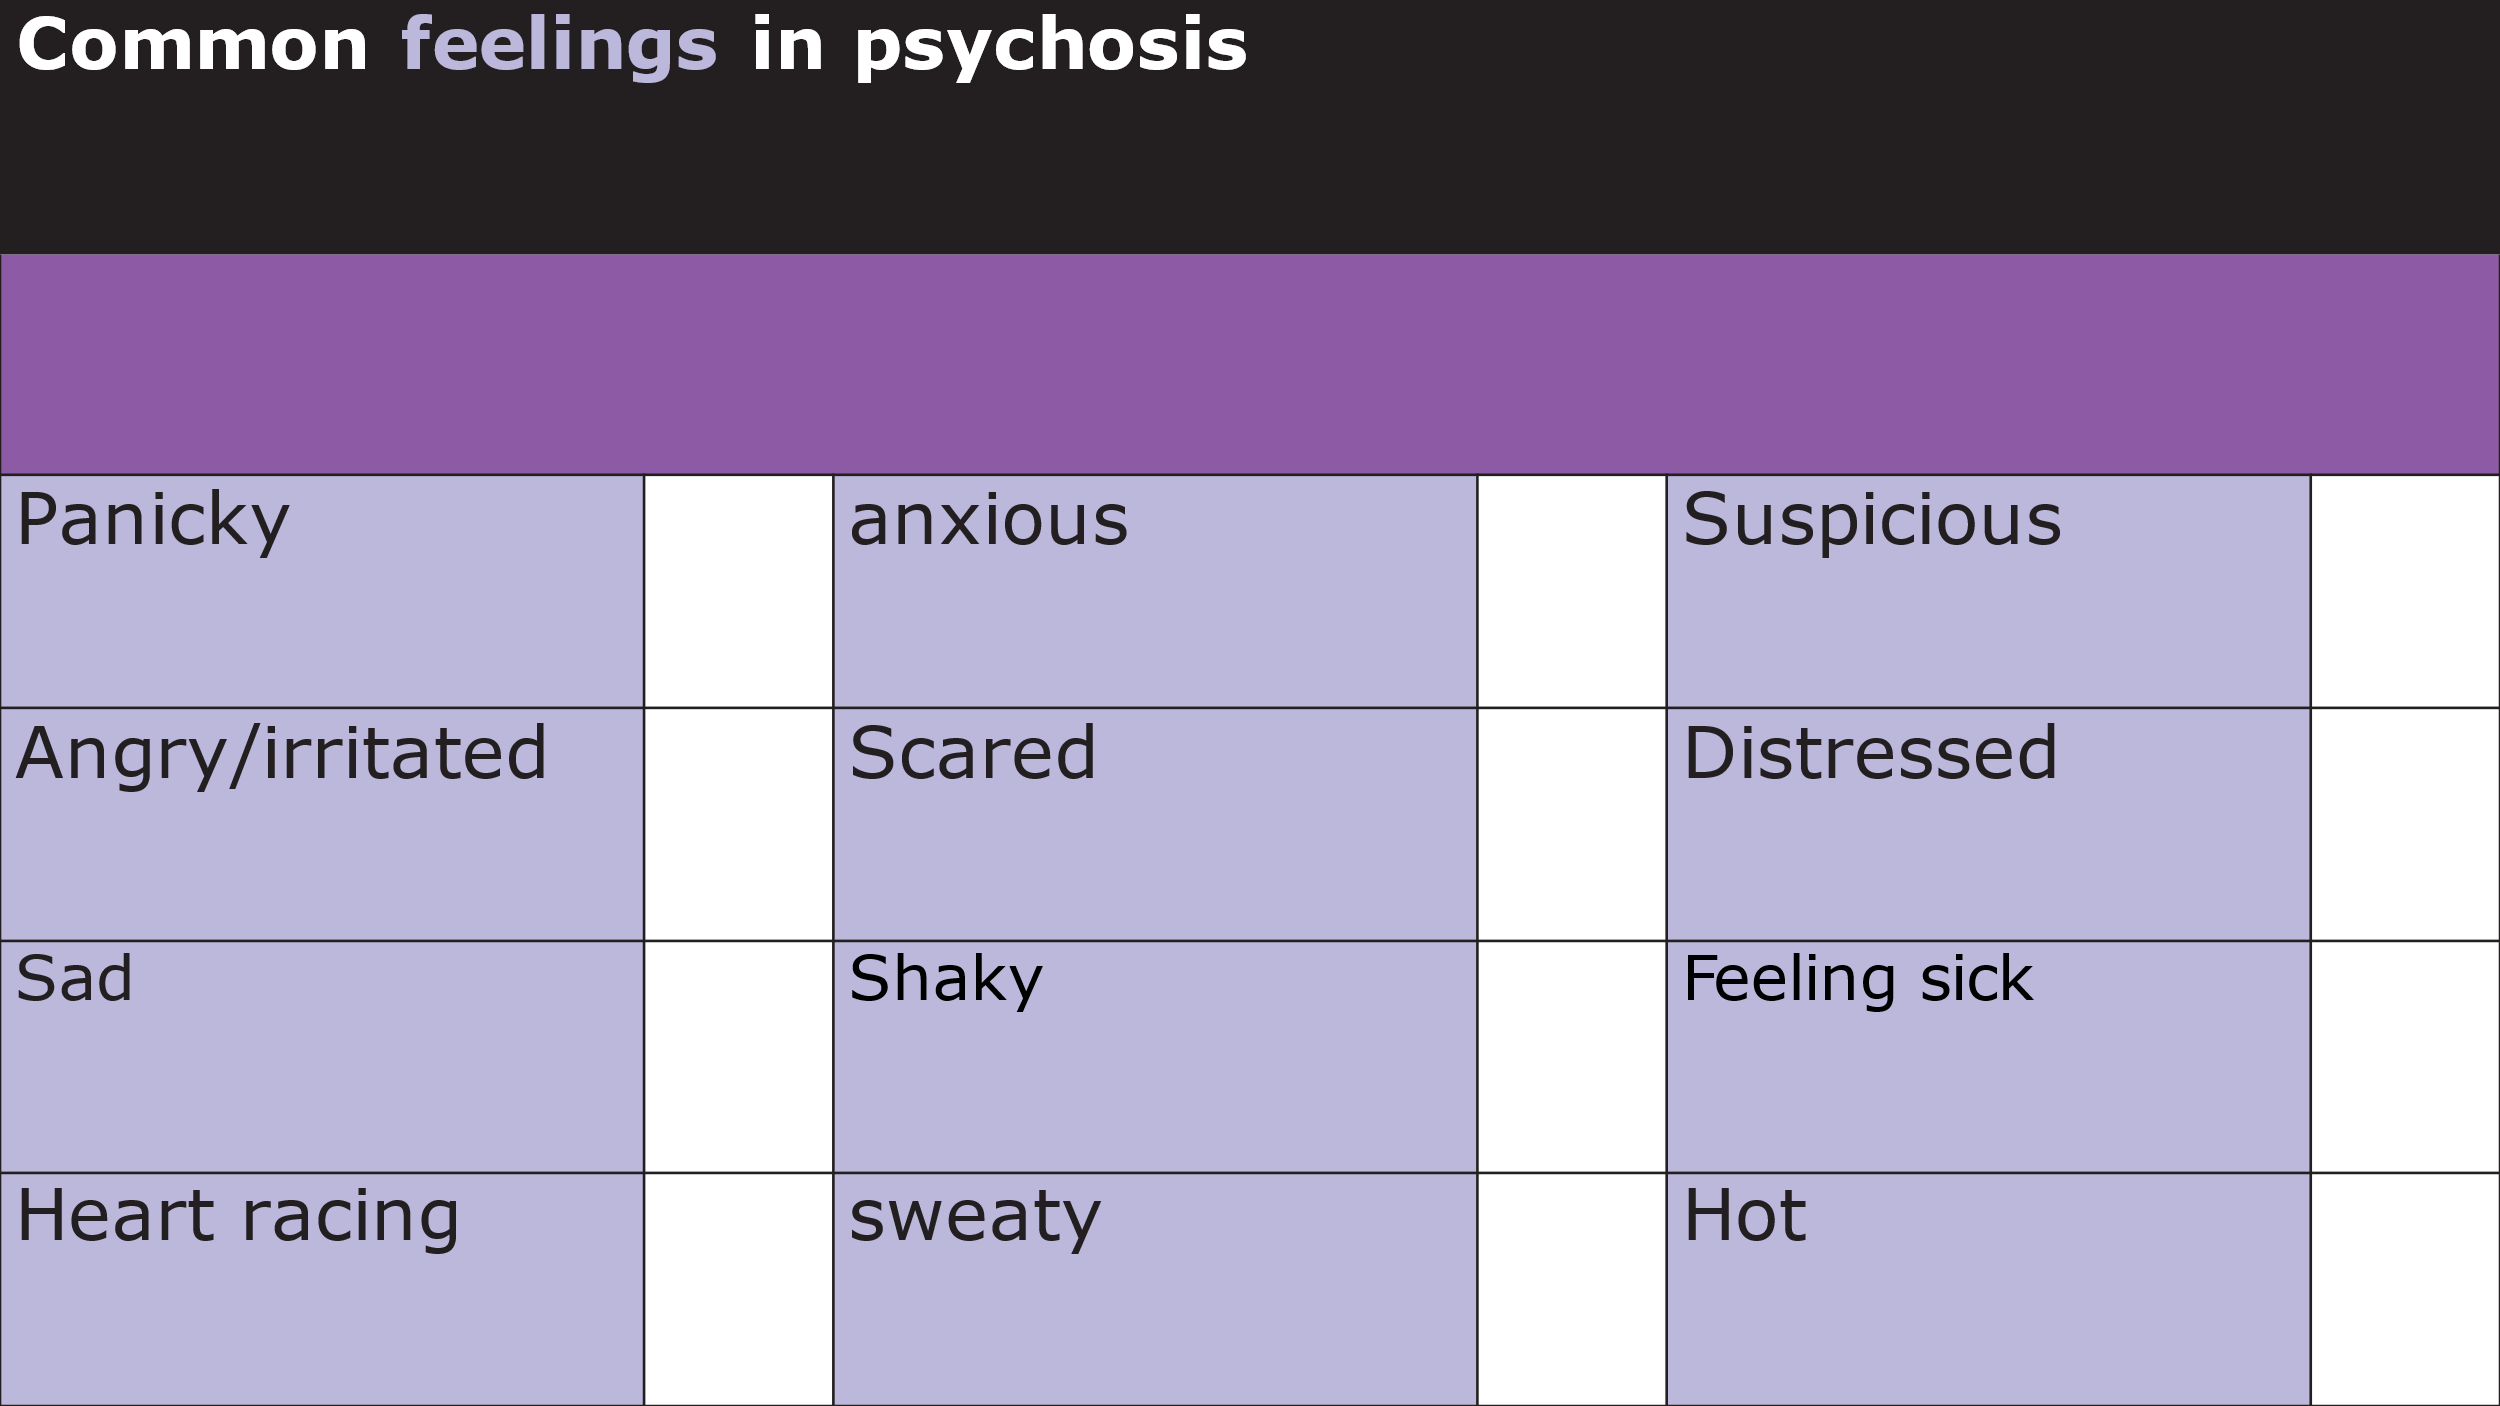 Common feelings in psychosis
Panicky anxious Suspicious
Angry/irritated Scared Distressed
Sad Shaky Feeling sick
Heart racing sweaty Hot